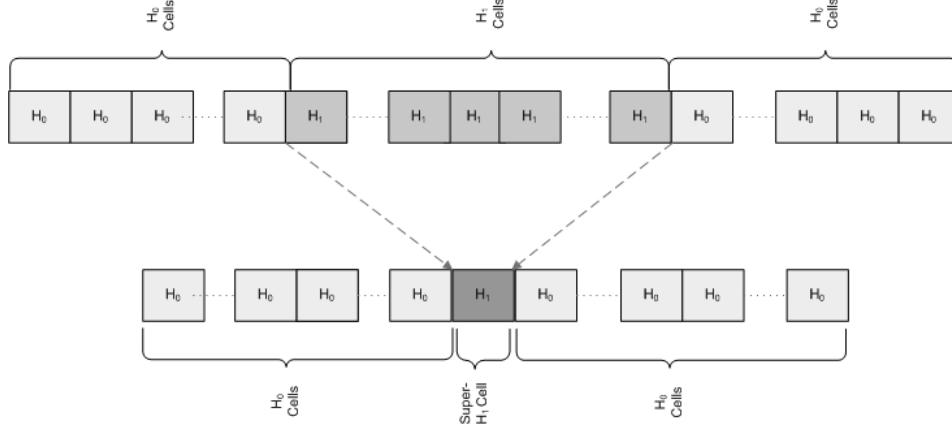 H₀
Cells
H₁
Cells
H₀
Cells
H₀ H₀ H₀ H₀ H₁ H₁ H₁ H₁ H₁ H₀ H₀ H₀ H₀
H₀ H₀ H₀ H₀ H₁ H₀ H₀ H₀ H₀
H₀
Cells
Super-
H₁ Cell
H₀
Cells